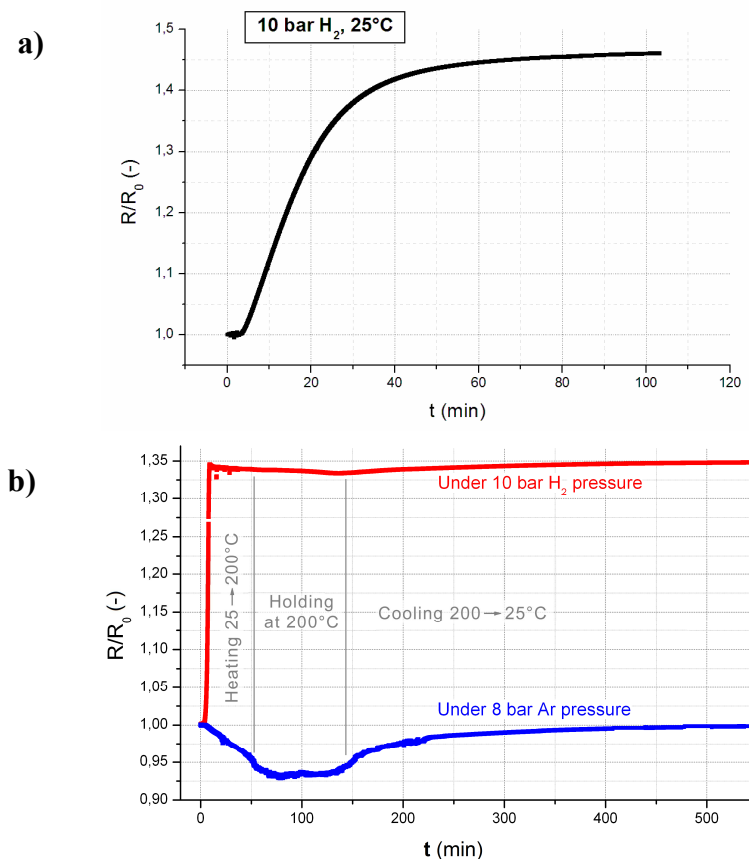 a)
10 bar H2, 25°C
1,5
1,4
1,3
1,2
1,1
1,0
R/R0 (-)
0
20
40
60
80
100
120
t (min)
b)
1,35
1,30
1,25
1,20
1,15
1,10
1,05
1,00
0,95
0,90
R/R0 (-)
Under 10 bar H2 pressure
Heating 25→200°C
Holding
at 200°C
Cooling 200→25°C
Under 8 bar Ar pressure
0
100
200
300
400
500
t (min)